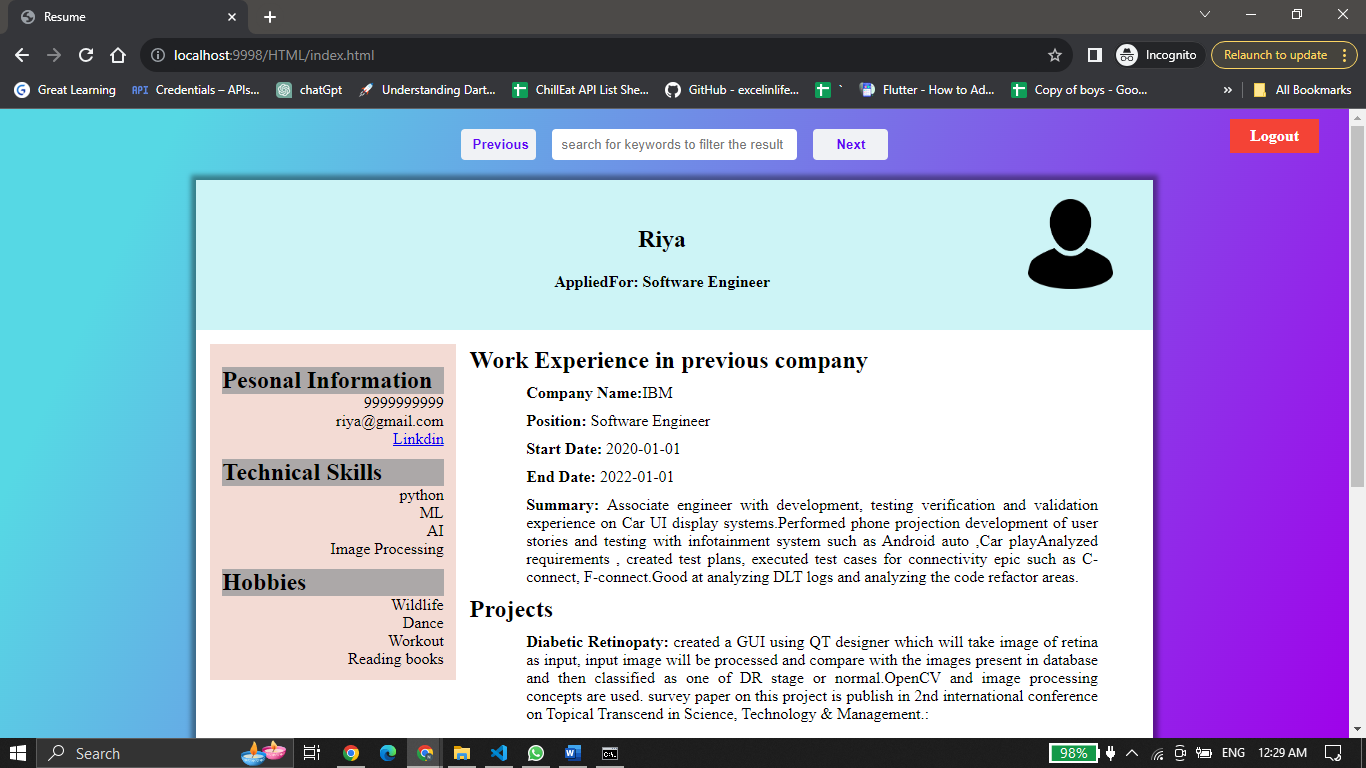 Resume
localhost:9998/HTML/index.html
Incognito
Relaunch to update
Great Learning
API
Credentials – APIs...
chatGpt
Understanding Dart...
ChillEat API List She...
GitHub - excelinlife...
`
Flutter - How to Ad...
Copy of boys - Goo...
»
All Bookmarks
Previous
search for keywords to filter the result
Next
Logout
Riya
AppliedFor: Software Engineer
Pesonal Information
9999999999
riya@gmail.com
Linkdin
Technical Skills
python
ML
AI
Image Processing
Hobbies
Wildlife
Dance
Workout
Reading books
Work Experience in previous company
Company Name:IBM
Position: Software Engineer
Start Date: 2020-01-01
End Date: 2022-01-01
Summary: Associate engineer with development, testing verification and validation
experience on Car UI display systems.Performed phone projection development of user
stories and testing with infotainment system such as Android auto ,Car playAnalyzed
requirements , created test plans, executed test cases for connectivity epic such as C-
connect, F-connect.Good at analyzing DLT logs and analyzing the code refactor areas.
Projects
Diabetic Retinopaty: created a GUI using QT designer which will take image of retina
as input, input image will be processed and compare with the images present in database
and then classified as one of DR stage or normal.OpenCV and image processing
concepts are used. survey paper on this project is publish in 2nd international conference
on Topical Transcend in Science, Technology & Management.:
Search
98%
ENG
12:29 AM